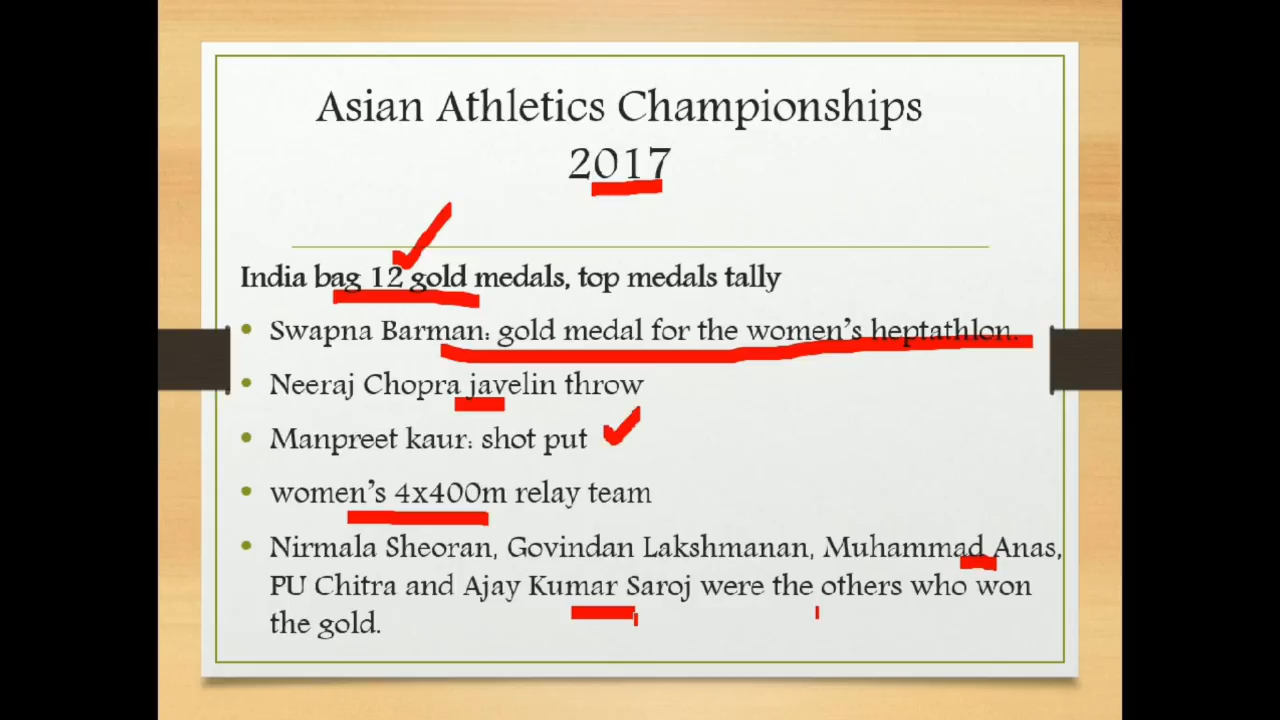 Asian Athletics Championships
2017
India bag 12 gold medals, top medals tally
• Swapna Barman: gold medal for the women's heptathlon.
• Neeraj Chopra javelin throw
• Manpreet kaur: shot put
• women's 4x400m relay team
• Nirmala Sheoran, Govindan Lakshmanan, Muhammad Anas,
PU Chitra and Ajay Kumar Saroj were the others who won
the gold.